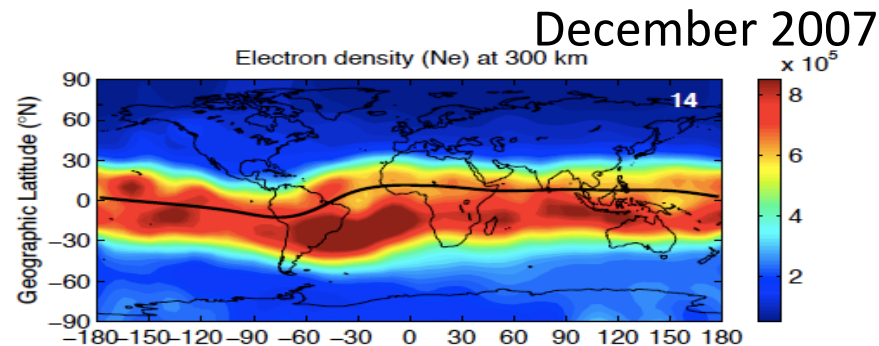 December 2007
Electron density (Ne) at 300 km
x 10⁵
Geographic Latitude (°N)
90
60
30
0
−30
−60
−90
14
8
6
4
2
−180−150−120 −90 −60 −30 0 30 60 90 120 150 180